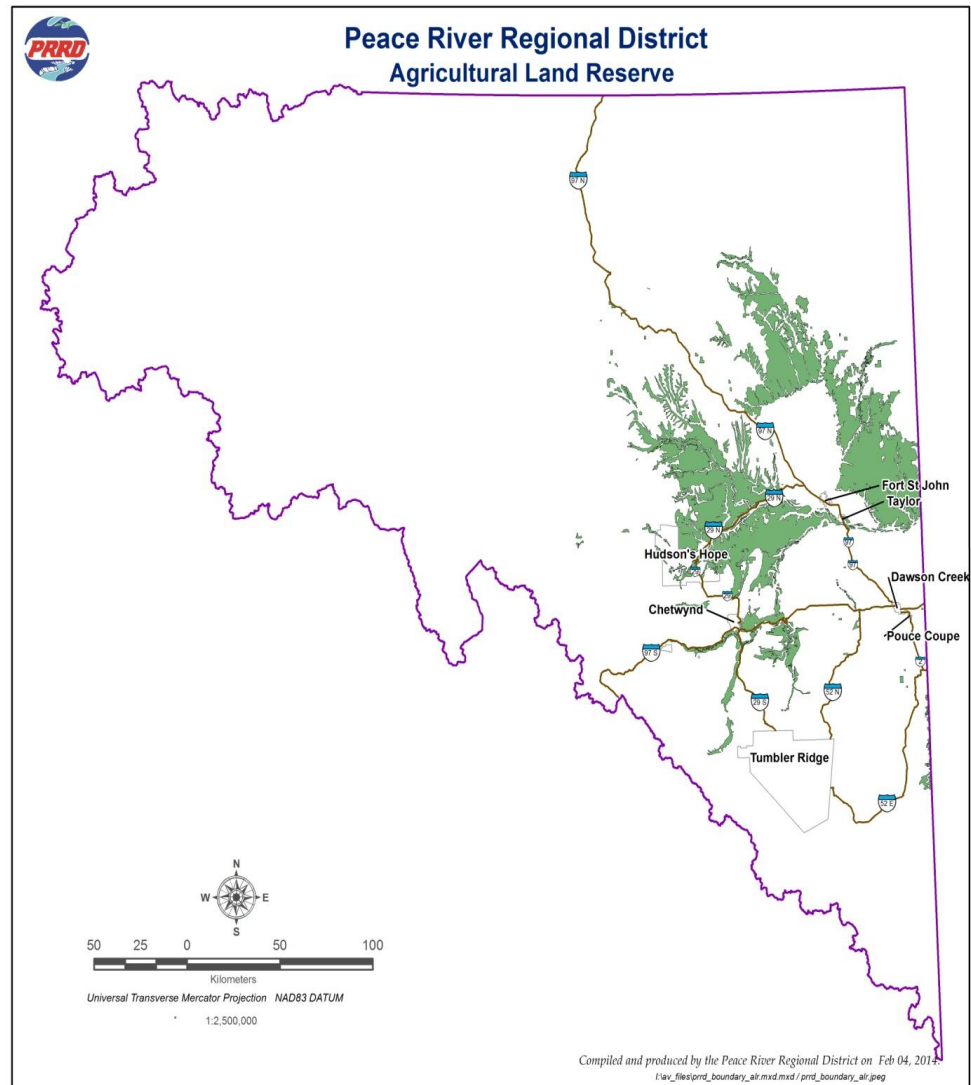 PRRD
Peace River Regional District
Agricultural Land Reserve
97 N
97 N
Fort St John
29 N
Taylor
29 N
97
Hudson's Hope
97
29
Dawson Creek
29
Chetwynd
Pouce Coupe
97 S
2
52 N
29 S
Tumbler Ridge
52 E
N
W E
S
50 25 0 50 100
Kilometers
Universal Transverse Mercator Projection NAD83 DATUM
1:2,500,000
Compiled and produced by the Peace River Regional District on Feb 04, 2014.
I:\av_files\prrd_boundary_alr.mxd.mxd / prrd_boundary_alr.jpeg